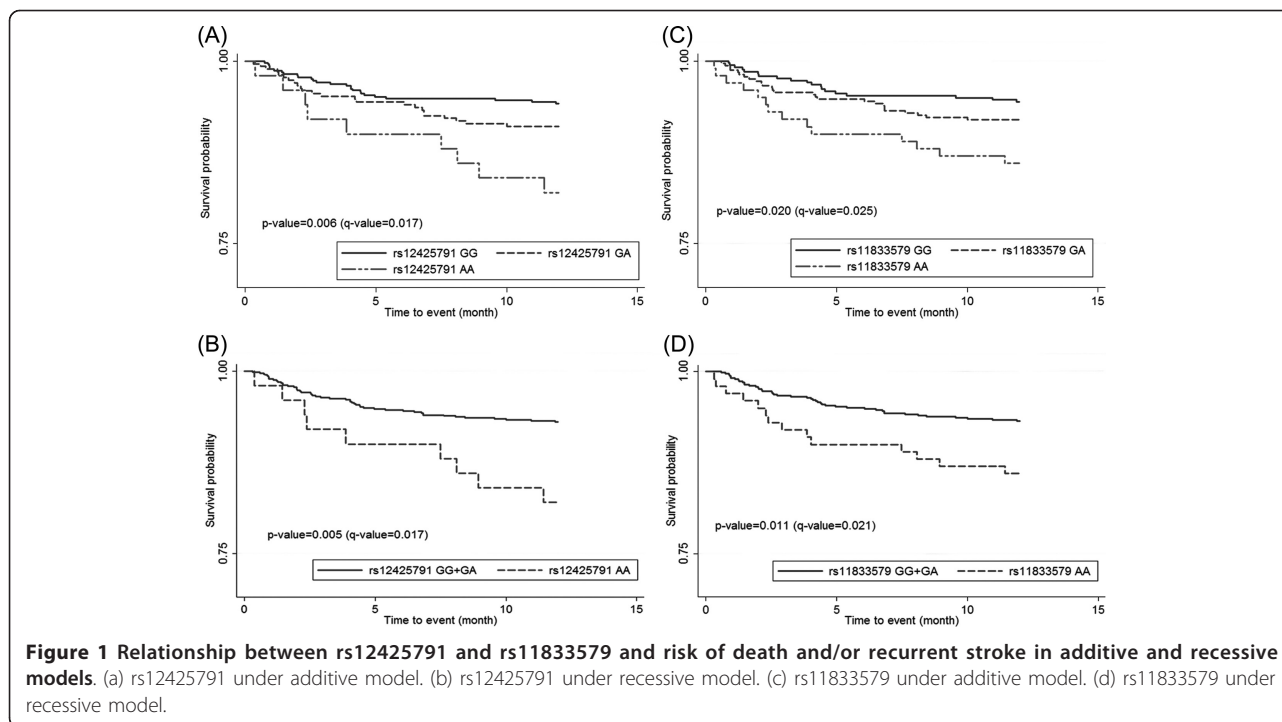 (A)
1.00
Survival probability
0.75
p-value=0.006 (q-value=0.017)
rs12425791 GG rs12425791 GA
rs12425791 AA
0 5 10 15
Time to event (month)
(C)
1.00
Survival probability
0.75
p-value=0.020 (q-value=0.025)
rs11833579 GG rs11833579 GA
rs11833579 AA
0 5 10 15
Time to event (month)
(B)
1.00
Survival probability
0.75
p-value=0.005 (q-value=0.017)
rs12425791 GG+GA rs12425791 AA
0 5 10 15
Time to event (month)
(D)
1.00
Survival probability
0.75
p-value=0.011 (q-value=0.021)
rs11833579 GG+GA rs11833579 AA
0 5 10 15
Time to event (month)
Figure 1 Relationship between rs12425791 and rs11833579 and risk of death and/or recurrent stroke in additive and recessive
models. (a) rs12425791 under additive model. (b) rs12425791 under recessive model. (c) rs11833579 under additive model. (d) rs11833579 under
recessive model.